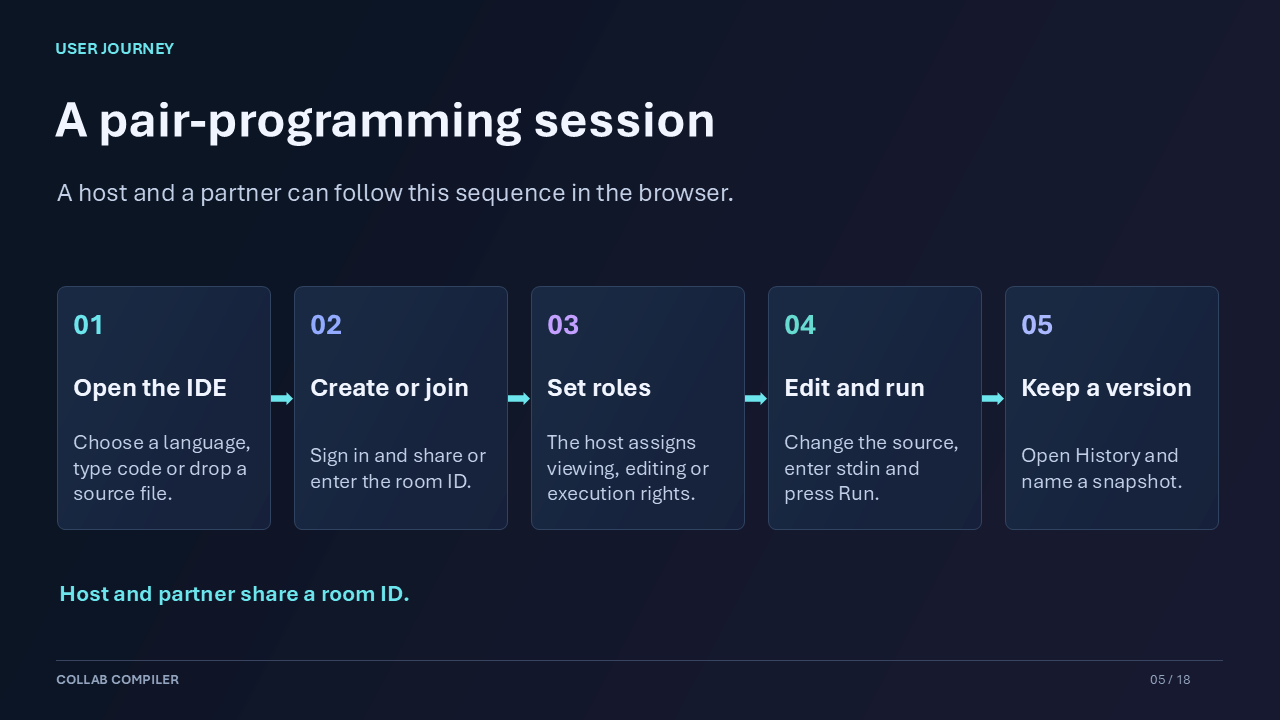 USER JOURNEY
A pair-programming session
A host and a partner can follow this sequence in the browser.
01
Open the IDE
Choose a language,
type code or drop a
source file.
02
Create or join
Sign in and share or
enter the room ID.
03
Set roles
The host assigns
viewing, editing or
execution rights.
04
Edit and run
Change the source,
enter stdin and
press Run.
05
Keep a version
Open History and
name a snapshot.
Host and partner share a room ID.
COLLAB COMPILER
05 / 18